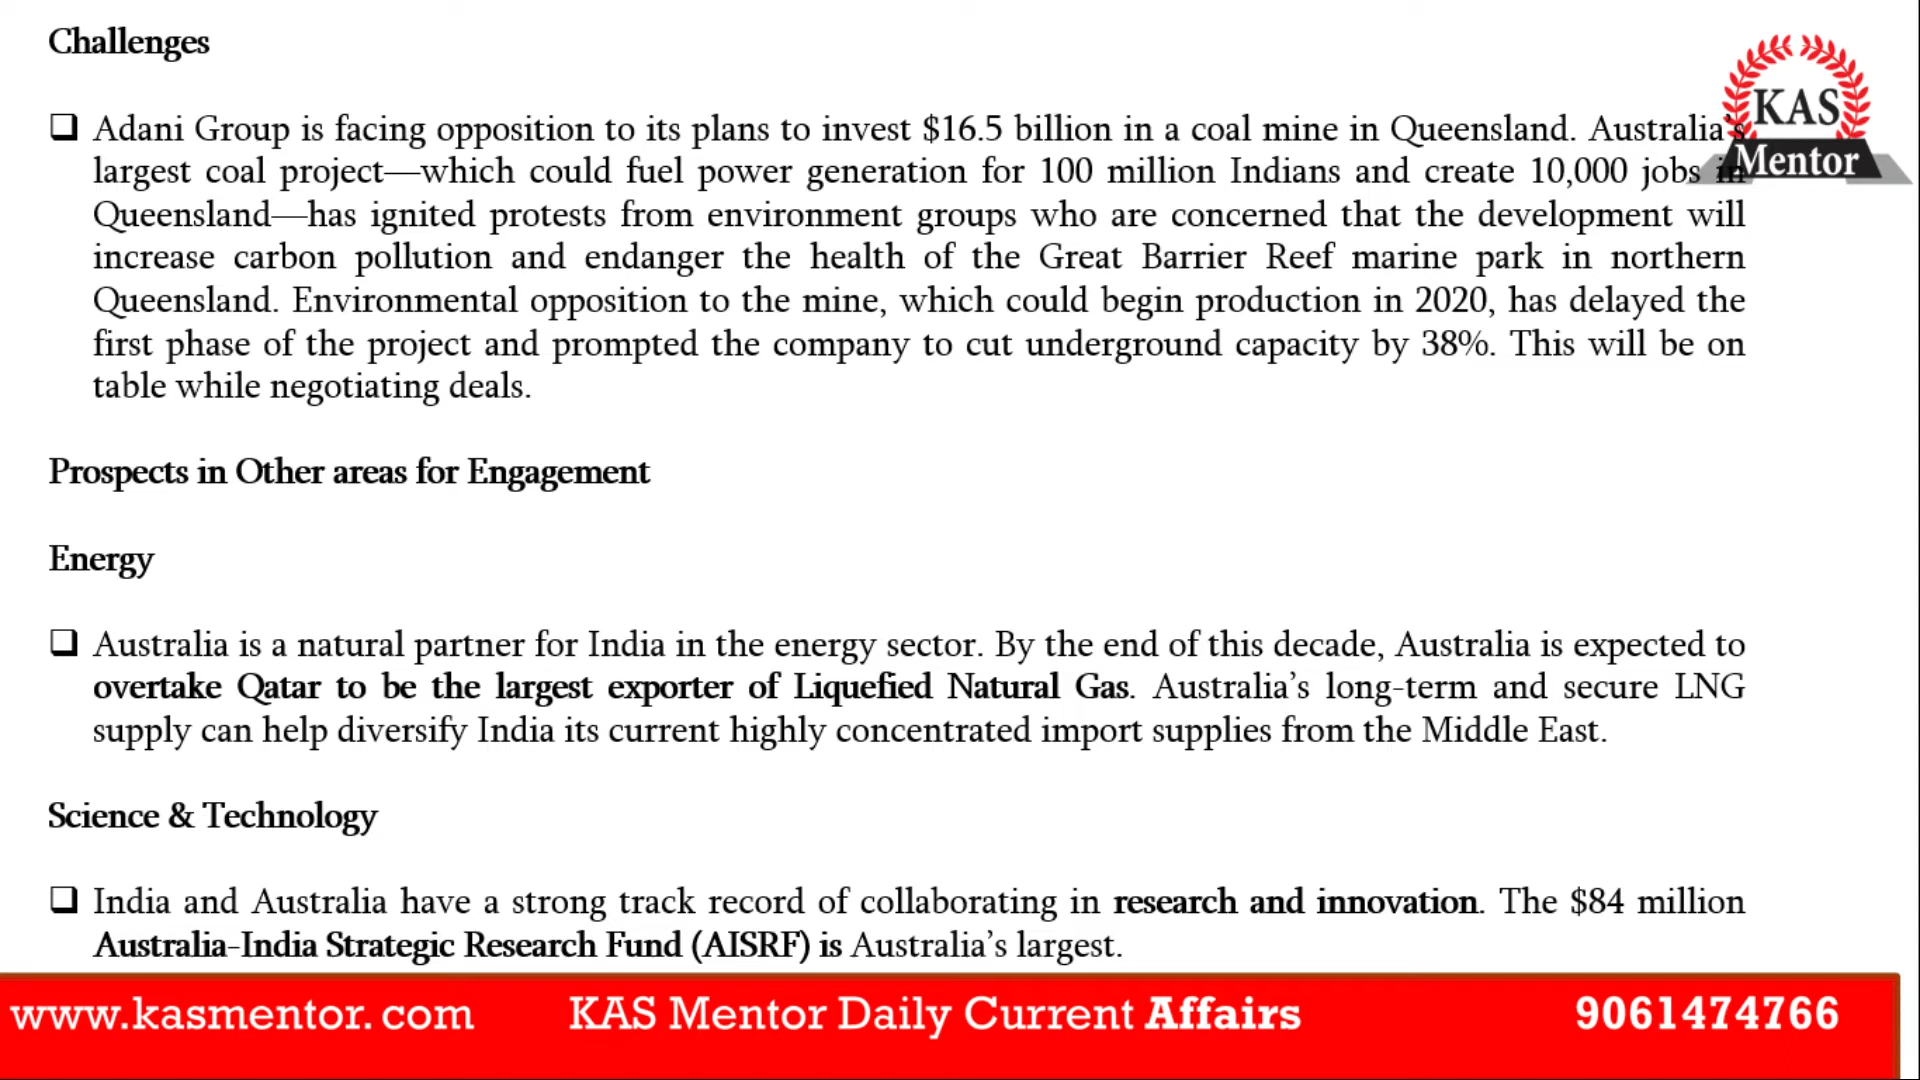 Challenges
KAS
Mentor
❑ Adani Group is facing opposition to its plans to invest $16.5 billion in a coal mine in Queensland. Australia's
largest coal project—which could fuel power generation for 100 million Indians and create 10,000 jobs in
Queensland—has ignited protests from environment groups who are concerned that the development will
increase carbon pollution and endanger the health of the Great Barrier Reef marine park in northern
Queensland. Environmental opposition to the mine, which could begin production in 2020, has delayed the
first phase of the project and prompted the company to cut underground capacity by 38%. This will be on
table while negotiating deals.
Prospects in Other areas for Engagement
Energy
❑ Australia is a natural partner for India in the energy sector. By the end of this decade, Australia is expected to
overtake Qatar to be the largest exporter of Liquefied Natural Gas. Australia’s long-term and secure LNG
supply can help diversify India its current highly concentrated import supplies from the Middle East.
Science & Technology
❑ India and Australia have a strong track record of collaborating in research and innovation. The $84 million
Australia-India Strategic Research Fund (AISRF) is Australia’s largest.
www.kasmentor. com KAS Mentor Daily Current Affairs 9061474766